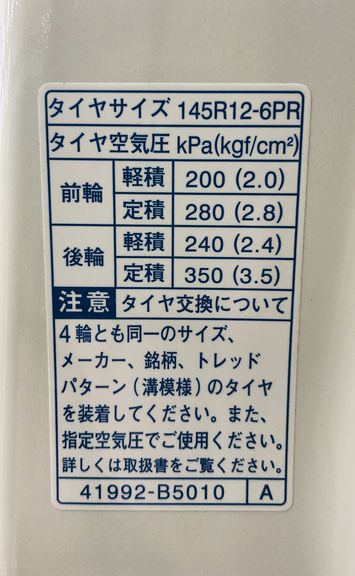 タイヤサイズ 145R12-6PR
タイヤ空気圧 kPa(kgf/cm²)
前輪 軽積 200 (2.0)
定積 280 (2.8)
後輪 軽積 240 (2.4)
定積 350 (3.5)
注意 タイヤ交換について
4輪とも同一のサイズ、
メーカー、銘柄、トレッド
パターン(溝模様)のタイヤ
を装着してください。また、
指定空気圧でご使用ください。
詳しくは取扱書をご覧ください。
41992-B5010 A